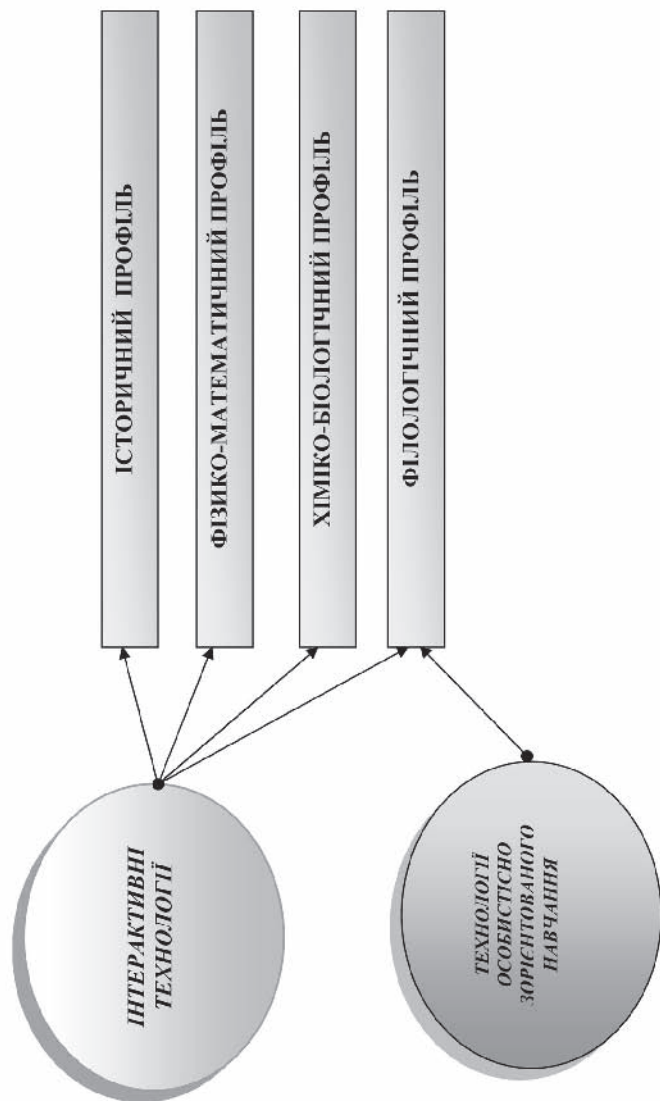 ІСТОРИЧНИЙ ПРОФІЛЬ
ФІЗИКО-МАТЕМАТИЧНИЙ ПРОФІЛЬ
ХІМІКО-БІОЛОГІЧНИЙ ПРОФІЛЬ
ФІЛОЛОГІЧНИЙ ПРОФІЛЬ
ІНТЕРАКТИВНІ
ТЕХНОЛОГІЇ
ТЕХНОЛОГІЇ
ОСОБИСТІСНО
ЗОРІЄНТОВАНОГО
НАВЧАННЯ